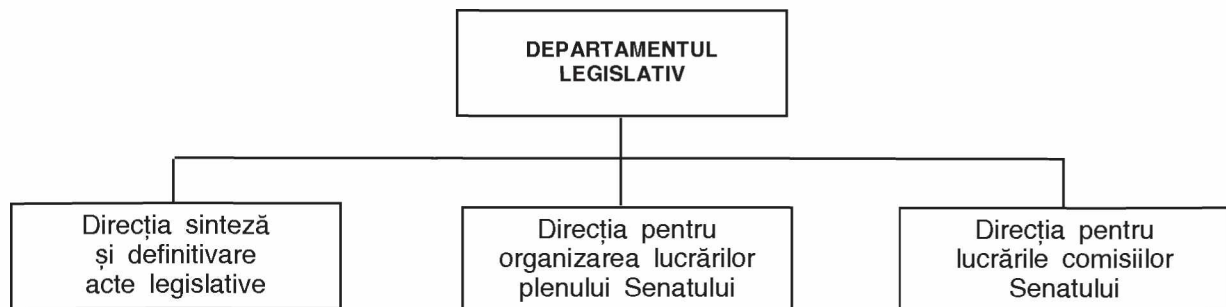 DEPARTAMENTUL
LEGISLATIV
Direcția sinteză
și definitivare
acte legislative
Direcția pentru
organizarea lucrărilor
plenului Senatului
Direcția pentru
lucrările comisiilor
Senatului